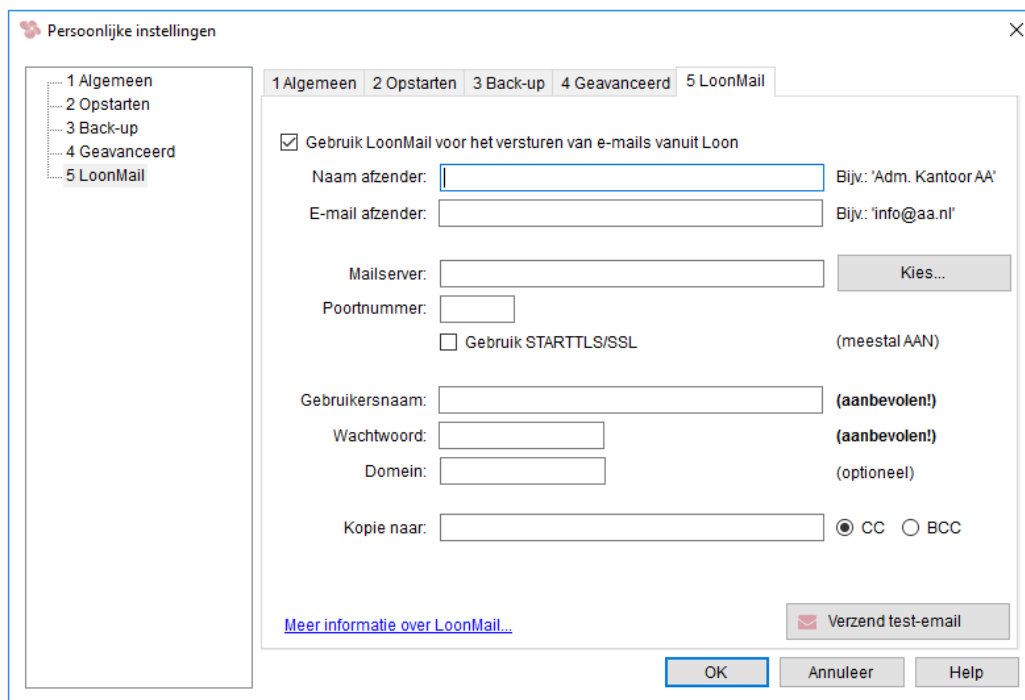 Persoonlijke instellingen
1 Algemeen
2 Opstarten
3 Back-up
4 Geavanceerd
5 LoonMail
1 Algemeen 2 Opstarten 3 Back-up 4 Geavanceerd 5 LoonMail
Gebruik LoonMail voor het versturen van e-mails vanuit Loon
Naam afzender: Bijv.: 'Adm. Kantoor AA'
E-mail afzender: Bijv.: 'info@aa.nl'
Mailserver: Kies...
Poortnummer:
Gebruik STARTTLS/SSL (meestal AAN)
Gebruikersnaam: (aanbevolen!)
Wachtwoord: (aanbevolen!)
Domein: (optioneel)
Kopie naar: CC BCC
Meer informatie over LoonMail... Verzend test-email
OK Annuleer Help